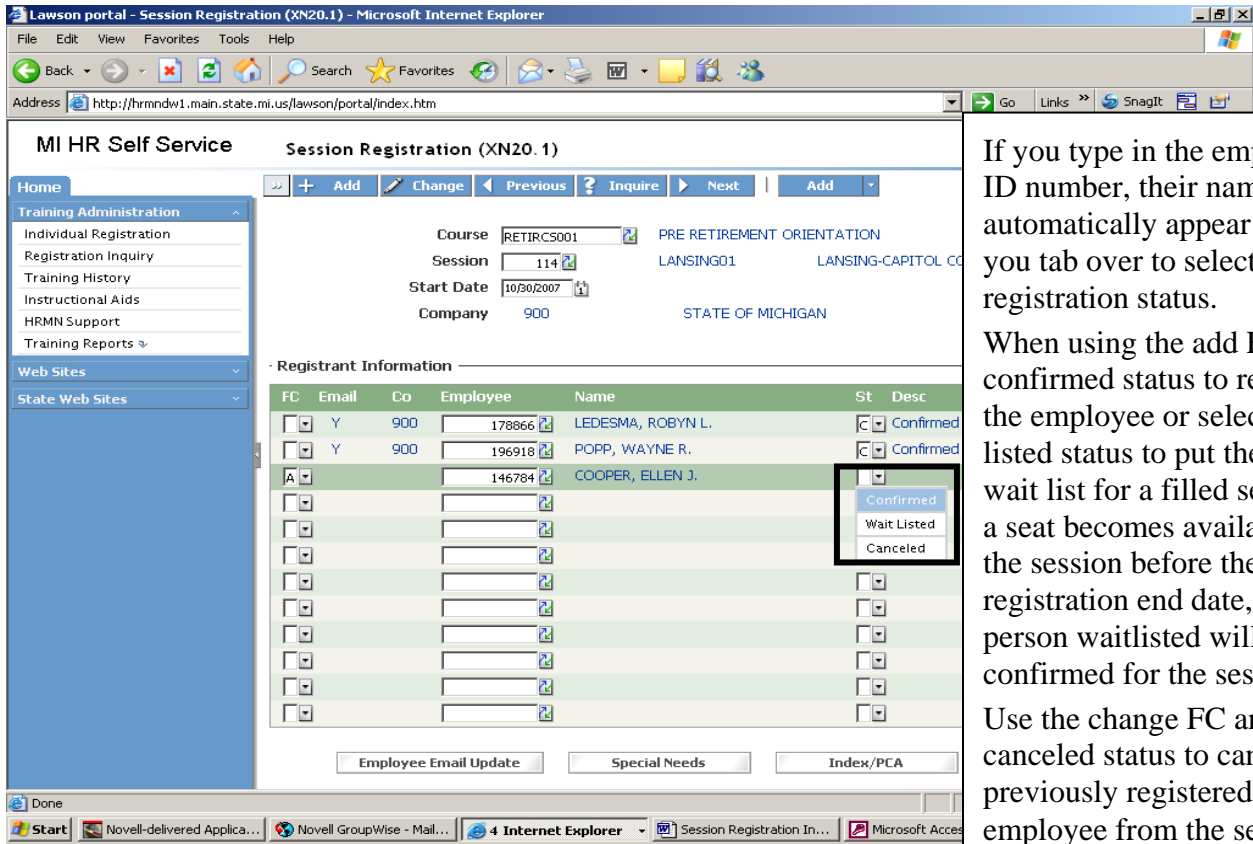 Lawson portal - Session Registration (XN20.1) - Microsoft Internet Explorer
File Edit View Favorites Tools Help
Back Search Favorites
Address http://hrmndw1.main.state.mi.us/lawson/portal/index.htm Go Links » SnagIt
MI HR Self Service
Session Registration (XN20.1)
Home
Training Administration
Individual Registration
Registration Inquiry
Training History
Instructional Aids
HRMN Support
Training Reports
Web Sites
State Web Sites
+ Add Change Previous ? Inquire Next | Add
Course RETIRCS001 PRE RETIREMENT ORIENTATION
Session 114 LANSING01 LANSING-CAPITOL CO
Start Date 10/30/2007
Company 900 STATE OF MICHIGAN
Registrant Information
FC Email Co Employee Name St Desc
Y 900 178866 LEDESMA, ROBYN L. C Confirmed
Y 900 196918 POPP, WAYNE R. C Confirmed
A 146784 COOPER, ELLEN J.
Confirmed
Wait Listed
Canceled
Employee Email Update Special Needs Index/PCA
If you type in the emp
ID number, their nam
automatically appear
you tab over to select
registration status.
When using the add
confirmed status to re
the employee or selec
listed status to put the
wait list for a filled se
a seat becomes availa
the session before the
registration end date,
person waitlisted will
confirmed for the ses
Use the change FC an
canceled status to can
previously registered
employee from the se
Done
Start Novell-delivered Applica... Novell GroupWise - Mail... 4 Internet Explorer Session Registration In... Microsoft Acces